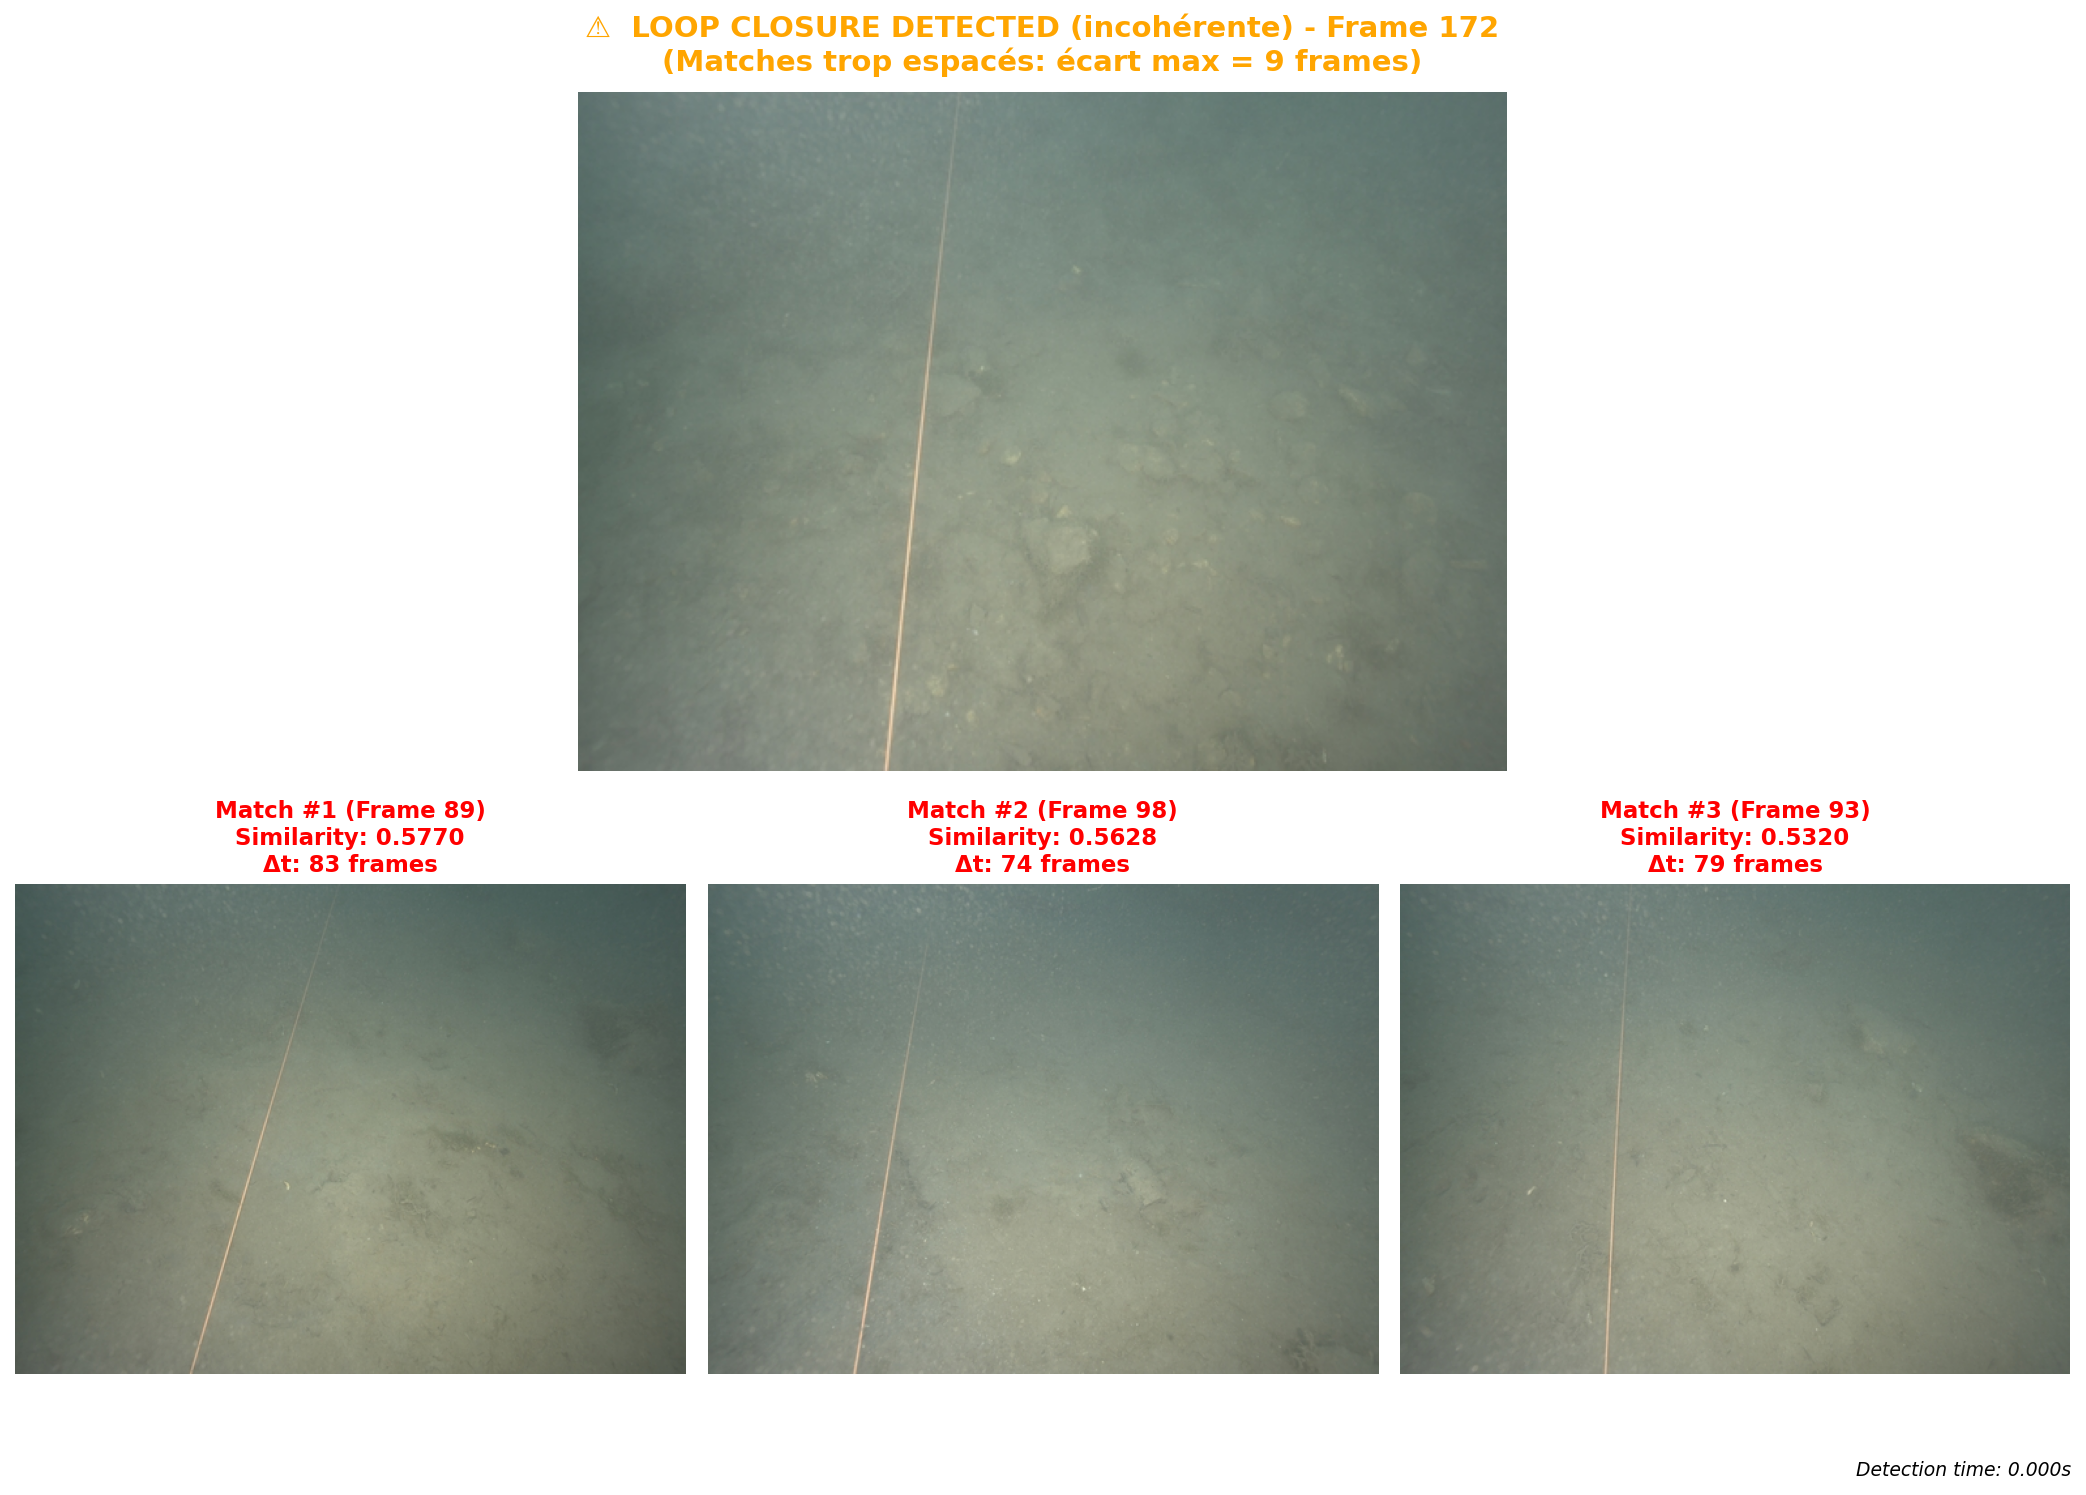 ⚠ LOOP CLOSURE DETECTED (incohérente) - Frame 172
(Matches trop espacés: écart max = 9 frames)
Match #1 (Frame 89)
Similarity: 0.5770
Δt: 83 frames
Match #2 (Frame 98)
Similarity: 0.5628
Δt: 74 frames
Match #3 (Frame 93)
Similarity: 0.5320
Δt: 79 frames
Detection time: 0.000s